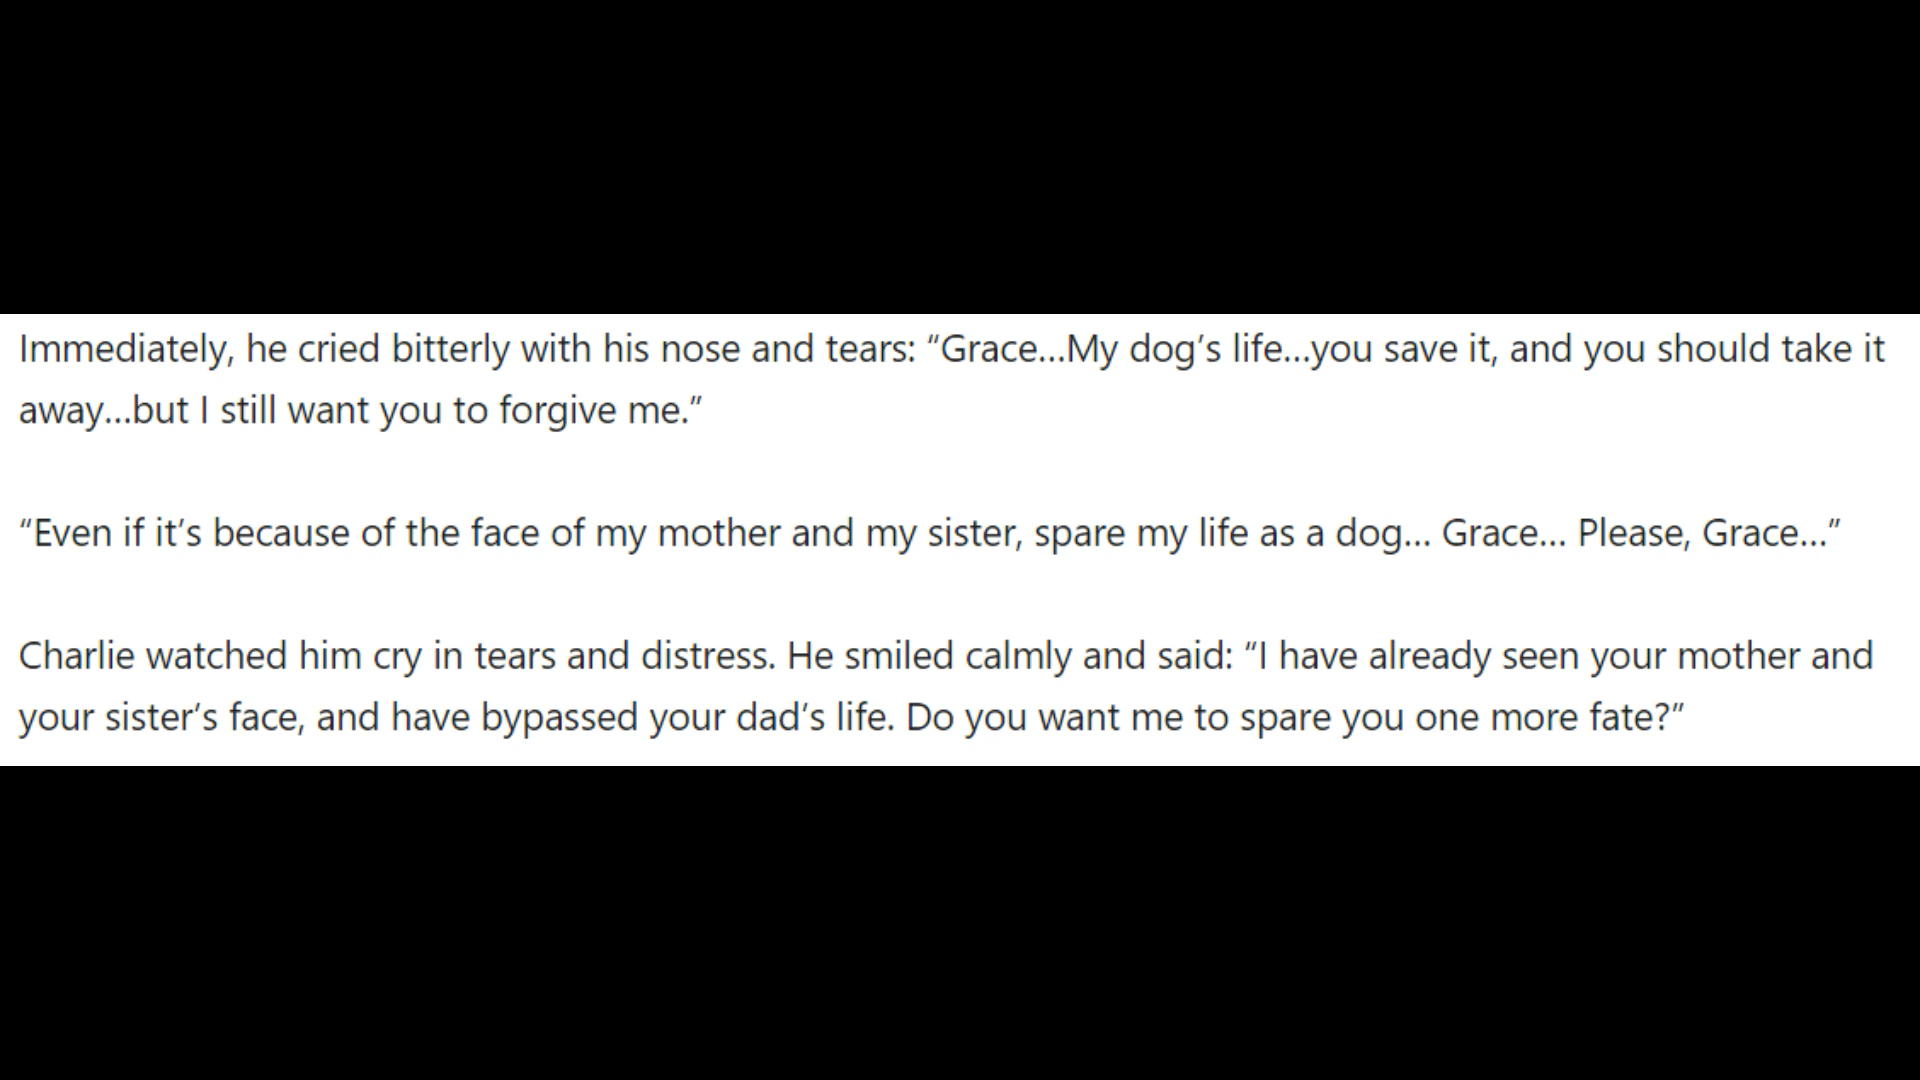 Immediately, he cried bitterly with his nose and tears: “Grace...My dog’s life...you save it, and you should take it
away...but I still want you to forgive me.”
“Even if it’s because of the face of my mother and my sister, spare my life as a dog... Grace... Please, Grace...”
Charlie watched him cry in tears and distress. He smiled calmly and said: “I have already seen your mother and
your sister’s face, and have bypassed your dad’s life. Do you want me to spare you one more fate?”